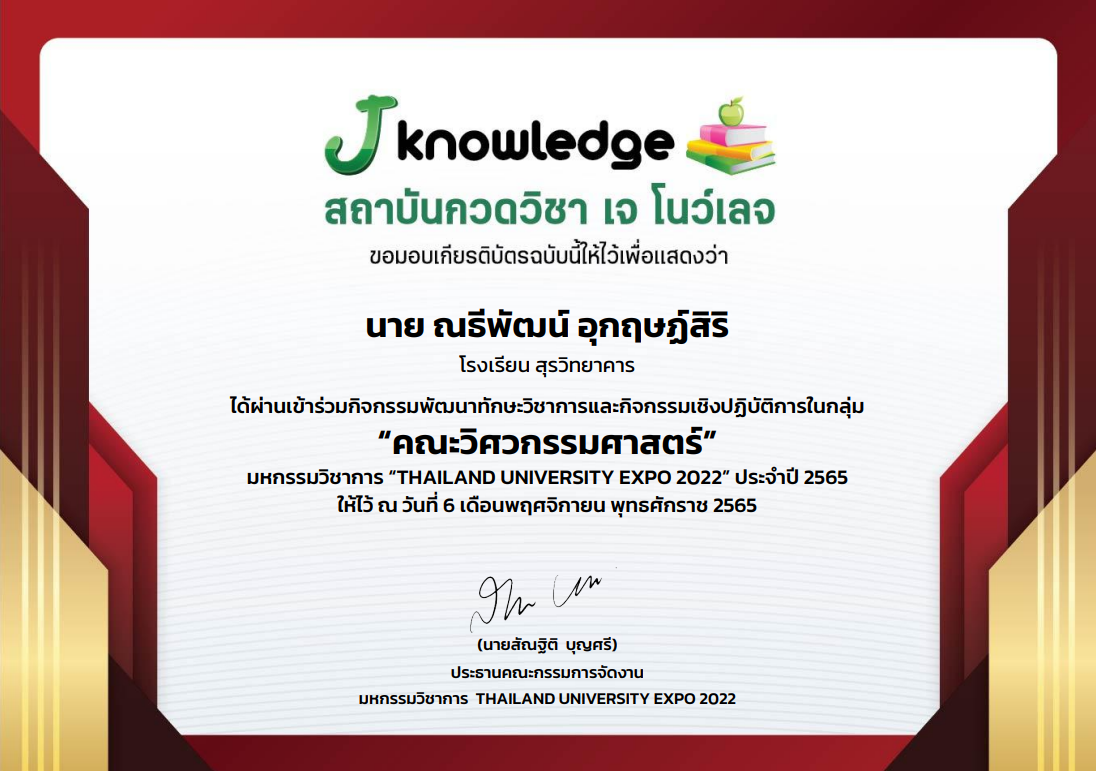 J knowledge
สถาบันกวดวิชา เจ โนว์เลจ
ขอมอบเกียรติบัตรฉบับนี้ให้ไว้เพื่อแสดงว่า
นาย ณธีพัฒน์ อุกฤษฏ์สิริ
โรงเรียน สุรวิทยาคาร
ได้ผ่านเข้าร่วมกิจกรรมพัฒนาทักษะวิชาการและกิจกรรมเชิงปฏิบัติการในกลุ่ม
“คณะวิศวกรรมศาสตร์”
มหกรรมวิชาการ “THAILAND UNIVERSITY EXPO 2022” ประจำปี 2565
ให้ไว้ ณ วันที่ 6 เดือนพฤศจิกายน พุทธศักราช 2565
(นายสัณฐิติ บุญศรี)
ประธานคณะกรรมการจัดงาน
มหกรรมวิชาการ THAILAND UNIVERSITY EXPO 2022